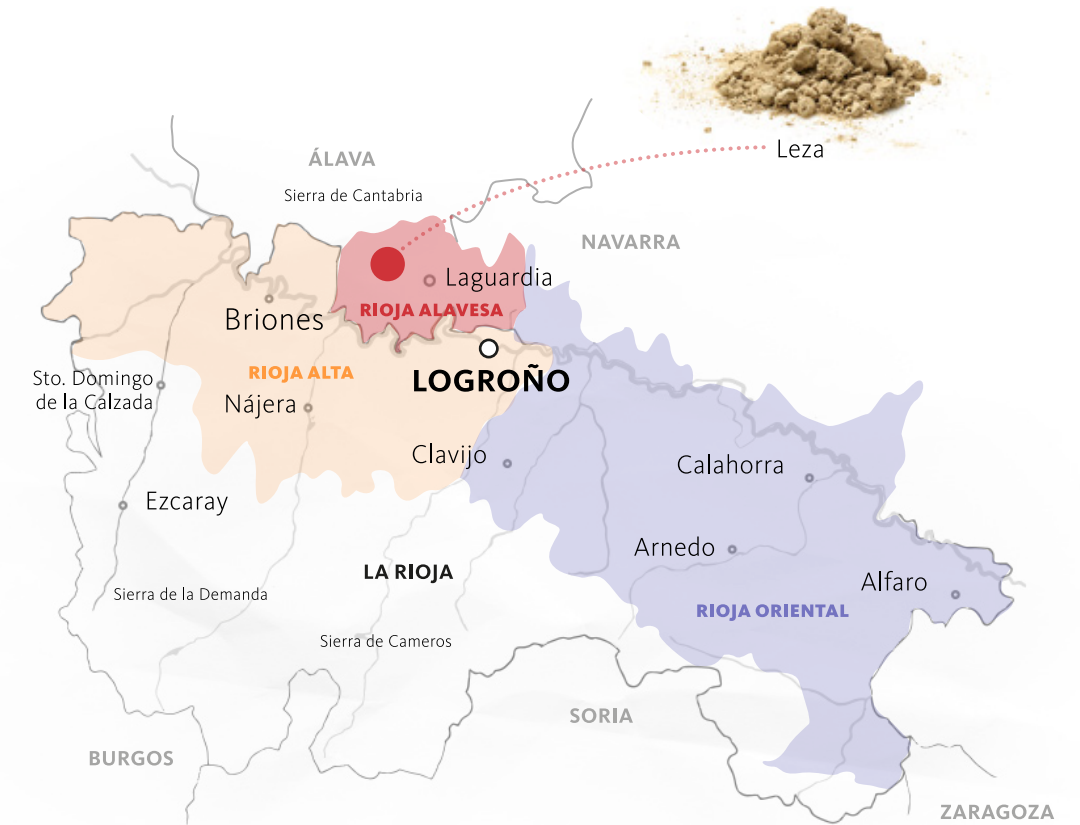 Leza
ÁLAVA
Sierra de Cantabria
NAVARRA
Laguardia
RIOJA ALAVESA
Briones
LOGROÑO
RIOJA ALTA
Sto. Domingo
de la Calzada
Nájera
Clavijo
Calahorra
Ezcaray
Arnedo
LA RIOJA
Alfaro
Sierra de la Demanda
RIOJA ORIENTAL
Sierra de Cameros
SORIA
BURGOS
ZARAGOZA